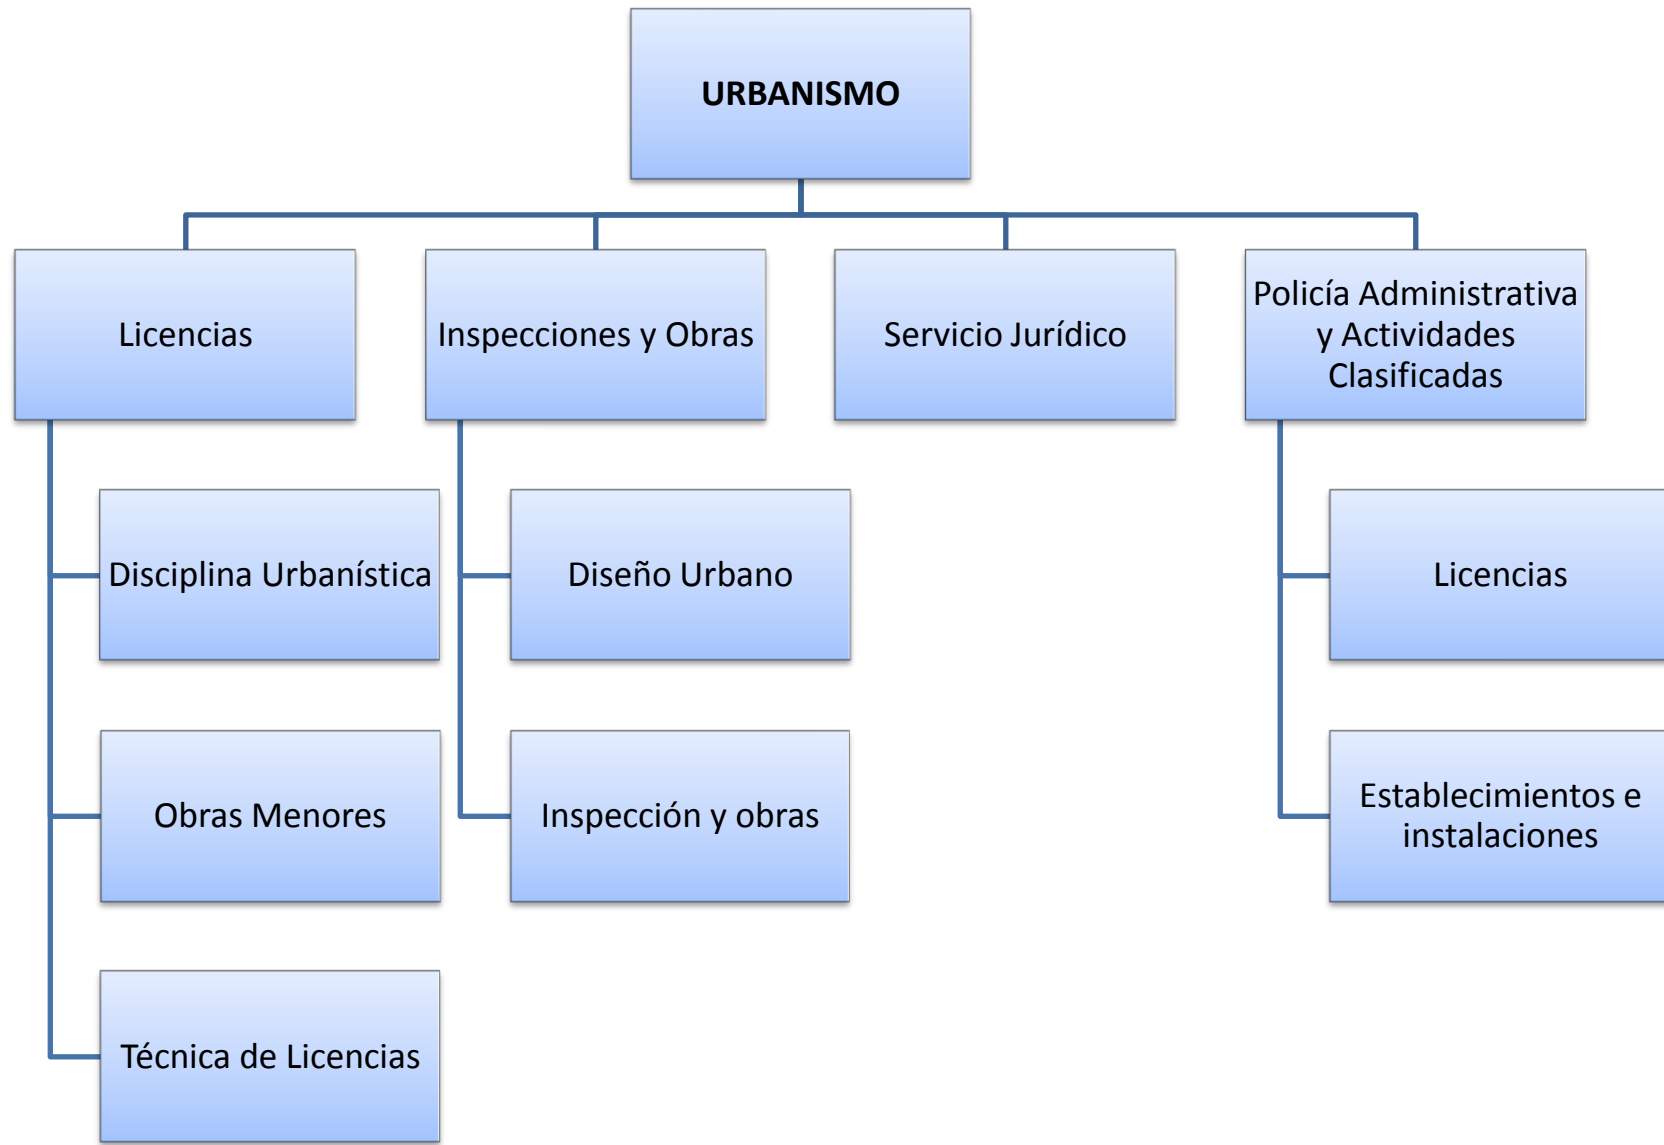 URBANISMO
Licencias
Inspecciones y Obras
Servicio Jurídico
Policía Administrativa
y Actividades
Clasificadas
Disciplina Urbanística
Diseño Urbano
Licencias
Obras Menores
Inspección y obras
Establecimientos e
instalaciones
Técnica de Licencias